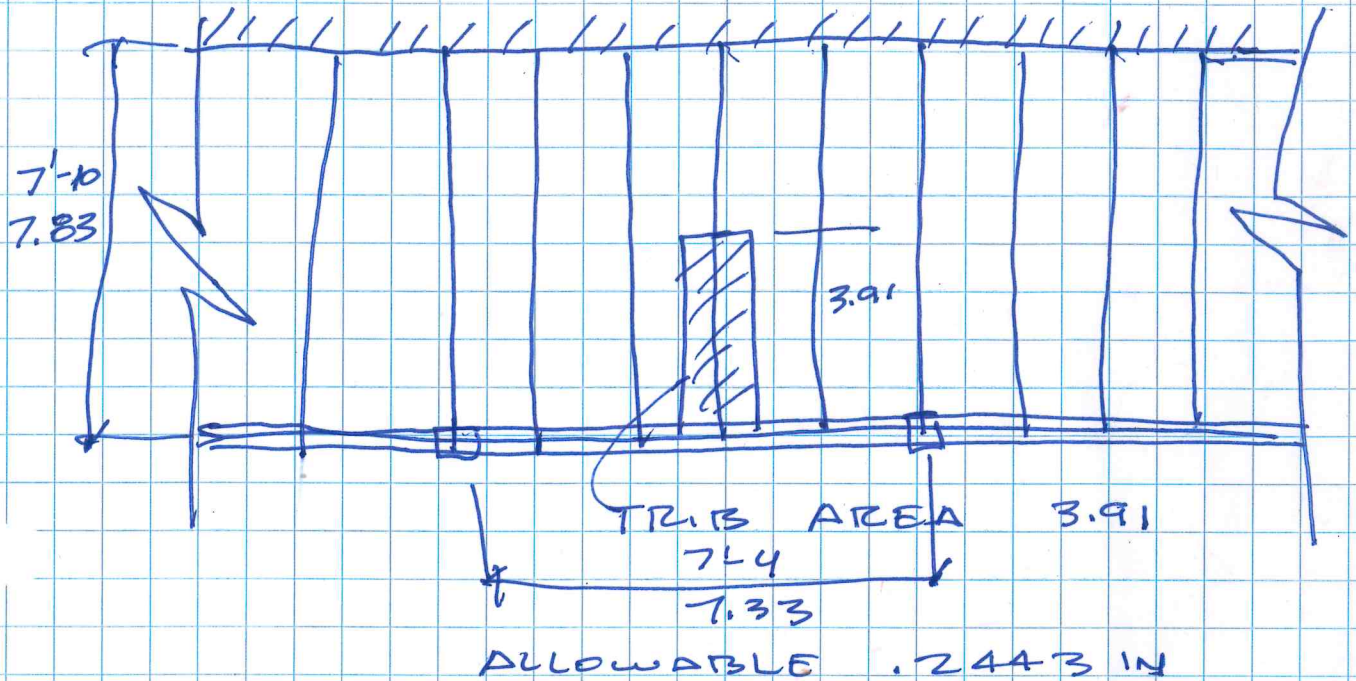 7'-10
7.83
3.91
TRIB AREA 3.91
7-4
7.33
ALLOWABLE .2443 IN